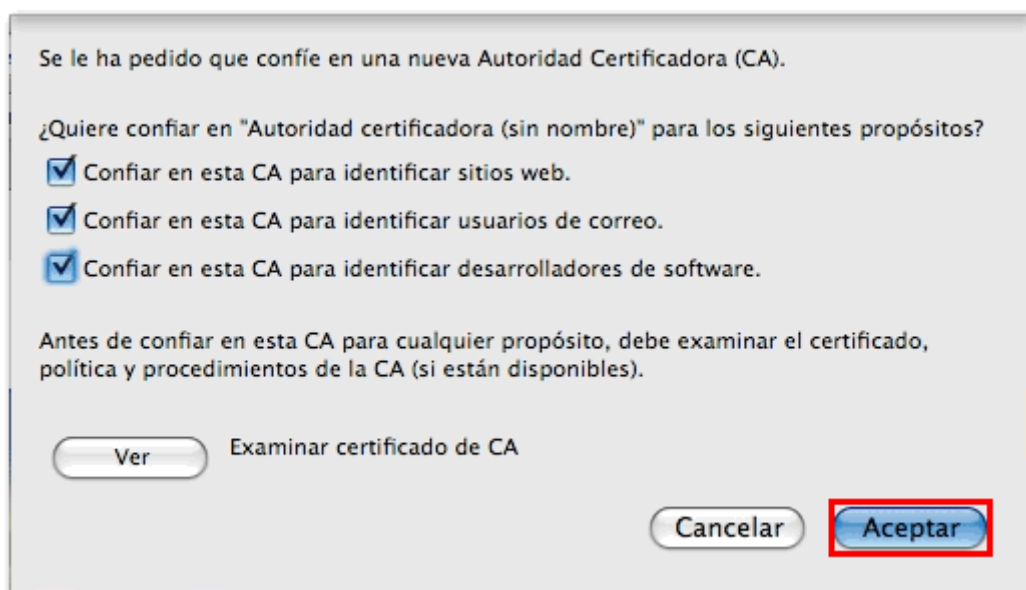 Se le ha pedido que confíe en una nueva Autoridad Certificadora (CA).
¿Quiere confiar en "Autoridad certificadora (sin nombre)" para los siguientes propósitos?
Confiar en esta CA para identificar sitios web.
Confiar en esta CA para identificar usuarios de correo.
Confiar en esta CA para identificar desarrolladores de software.
Antes de confiar en esta CA para cualquier propósito, debe examinar el certificado,
política y procedimientos de la CA (si están disponibles).
Ver Examinar certificado de CA
Cancelar Aceptar